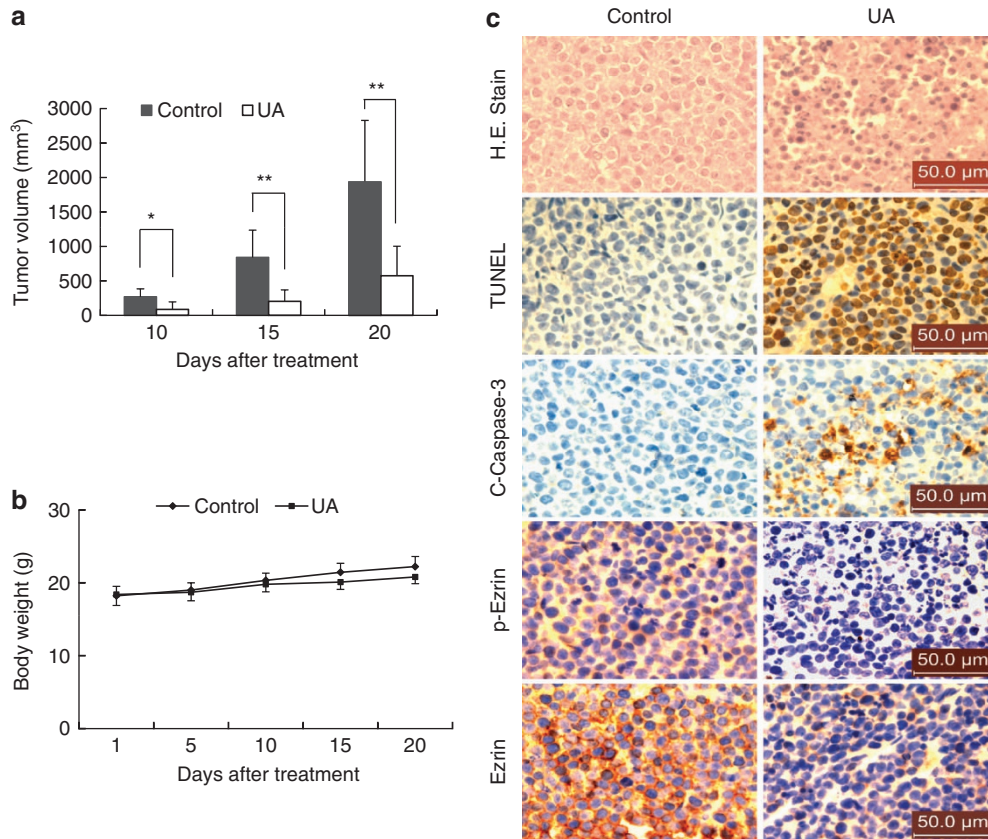 a
Tumor volume (mm³)
3000
2500
2000
1500
1000
500
0
Control
UA
*
**
**
10
15
20
Days after treatment
b
Body weight (g)
30
20
10
0
Control
UA
1
5
10
15
20
Days after treatment
c
Control
UA
H.E. Stain
50.0 µm
TUNEL
50.0 µm
C-Caspase-3
50.0 µm
p-Ezrin
50.0 µm
Ezrin
50.0 µm